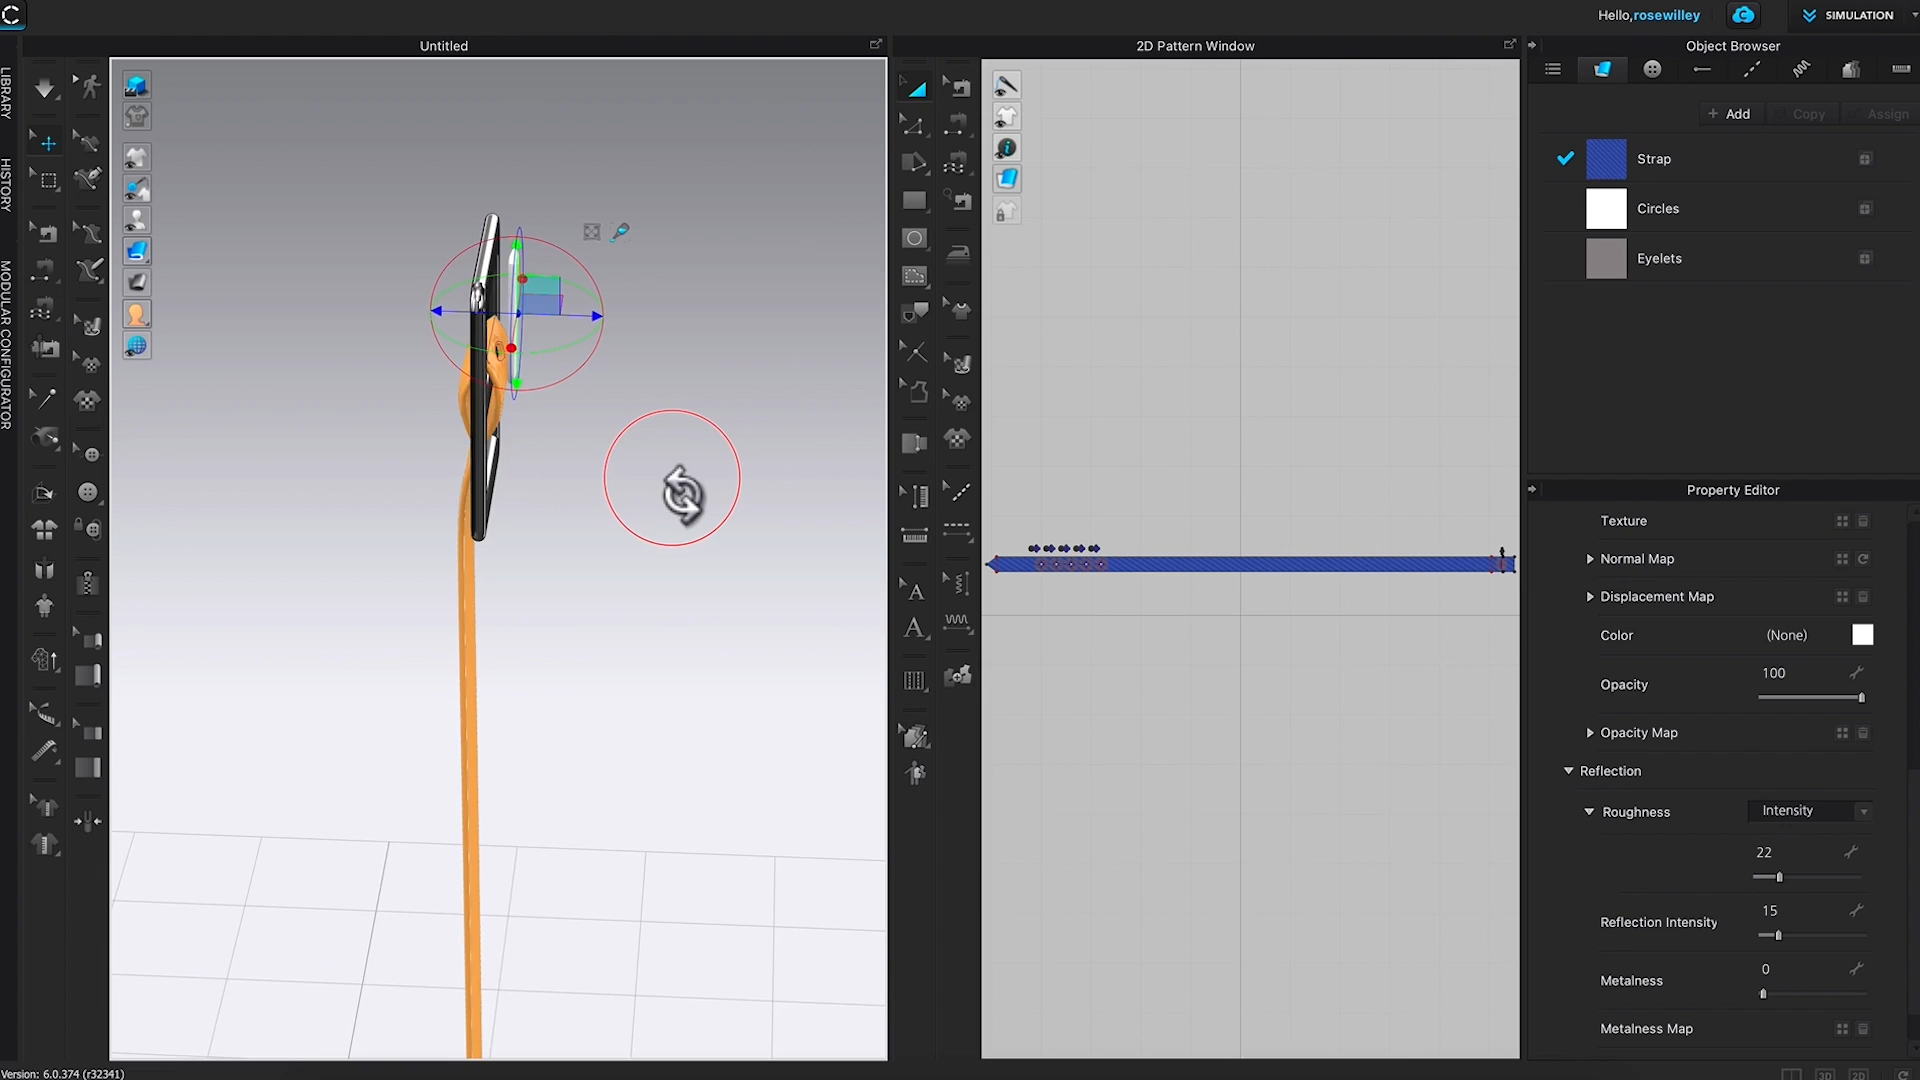 Hello,rosewilley
SIMULATION
Untitled
2D Pattern Window
Object Browser
LIBRARY
HISTORY
MODULAR CONFIGURATOR
+ Add
Copy
Assign
Strap
Circles
Eyelets
Property Editor
Texture
Normal Map
Displacement Map
Color
(None)
Opacity
100
Opacity Map
Reflection
Roughness
Intensity
22
Reflection Intensity
15
Metalness
0
Metalness Map
Version: 6.0.374 (r32341)
3D
2D